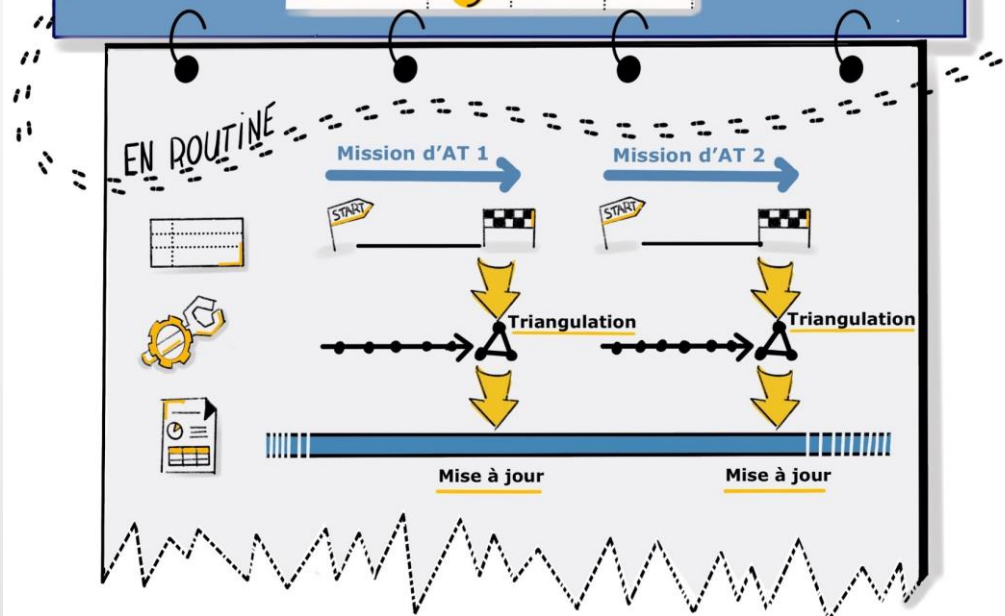 EN ROUTINE
Mission d’AT 1
Mission d’AT 2
START
START
Triangulation
Triangulation
Mise à jour
Mise à jour